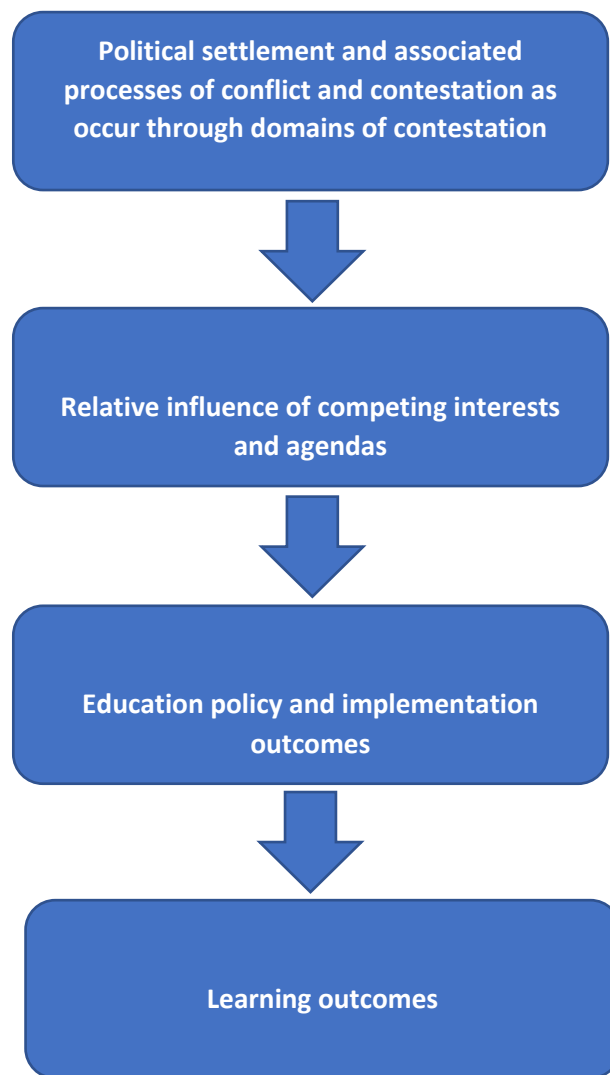 Political settlement and associated
processes of conflict and contestation as
occur through domains of contestation
Relative influence of competing interests
and agendas
Education policy and implementation
outcomes
Learning outcomes